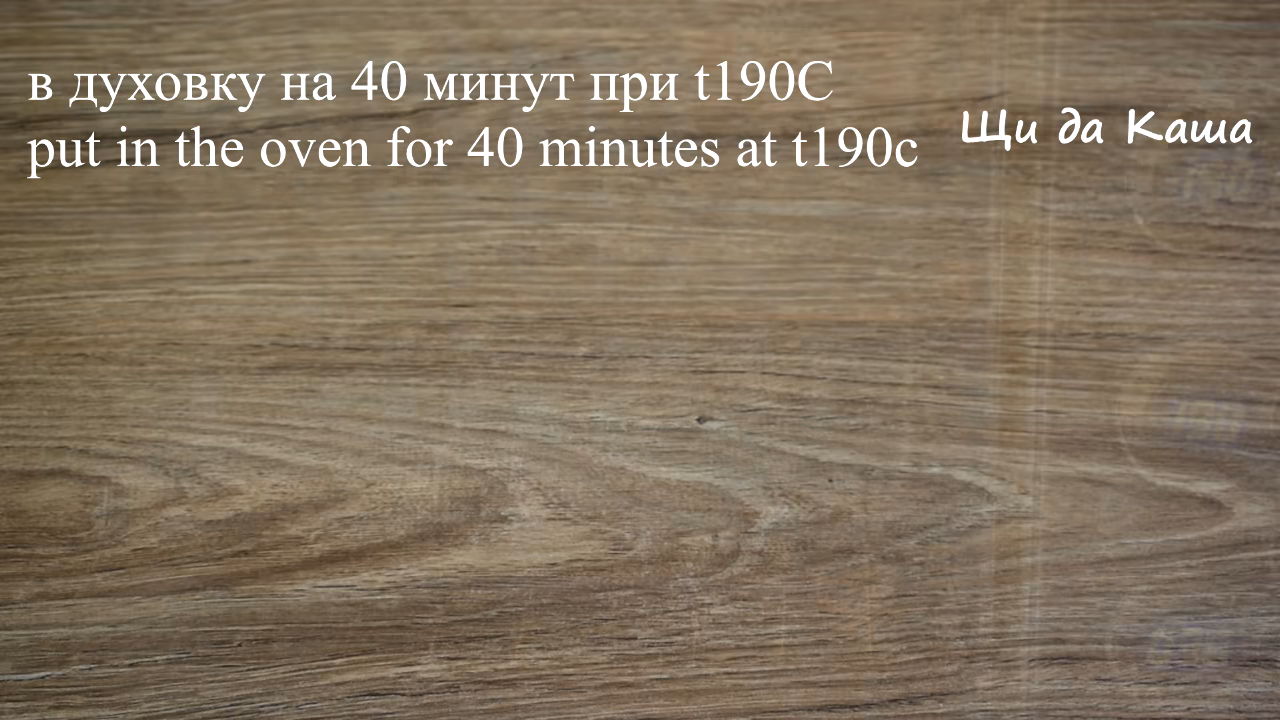 в духовку на 40 минут при t190C
put in the oven for 40 minutes at t190c
Щи да Каша